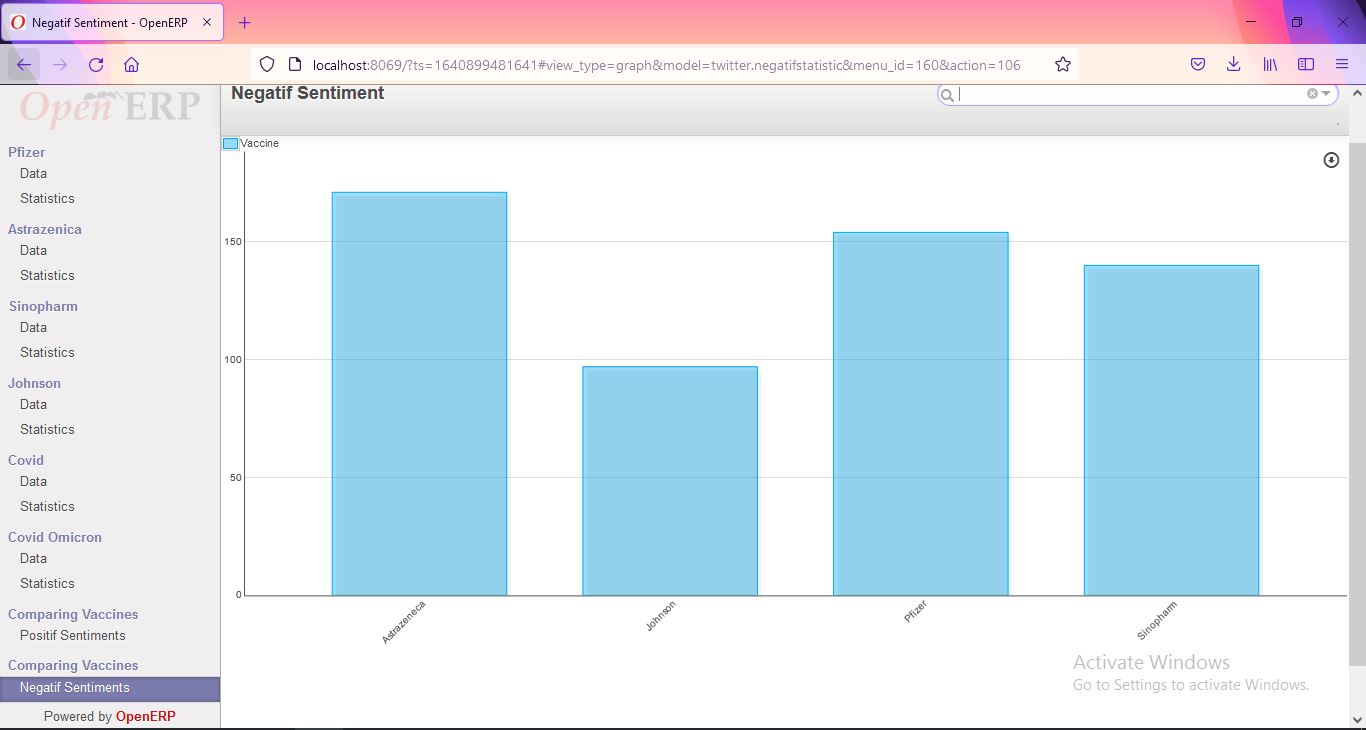 Negatif Sentiment - OpenERP
localhost:8069/?ts=1640899481641#view_type=graph&model=twitter.negatifstatistic&menu_id=160&action=106
Open ERP
Pfizer
Data
Statistics
Astrazenica
Data
Statistics
Sinopharm
Data
Statistics
Johnson
Data
Statistics
Covid
Data
Statistics
Covid Omicron
Data
Statistics
Comparing Vaccines
Positif Sentiments
Comparing Vaccines
Negatif Sentiments
Powered by OpenERP
Negatif Sentiment
Vaccine
150
100
50
0
Astrazeneca
Johnson
Pfizer
Sinopharm
Activate Windows
Go to Settings to activate Windows.